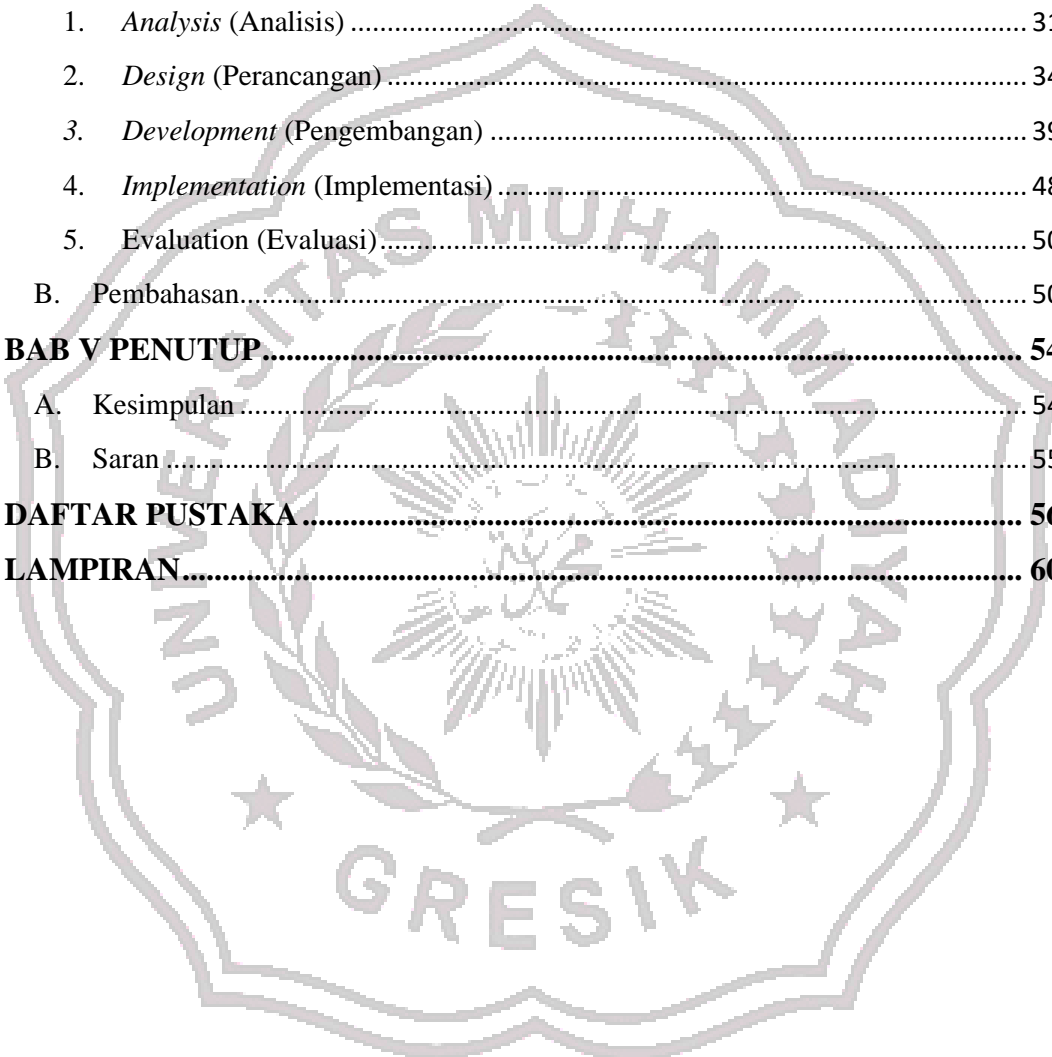 1. Analysis (Analisis) ........ 31
2. Design (Perancangan) ........ 34
3. Development (Pengembangan) ........ 39
4. Implementation (Implementasi) ........ 48
5. Evaluation (Evaluasi) ........ 50
B. Pembahasan ........ 50
BAB V PENUTUP ........ 54
A. Kesimpulan ........ 54
B. Saran ........ 55
DAFTAR PUSTAKA ........ 56
LAMPIRAN ........ 60
UNIVERSITAS MUHAMMADIYAH
GRESIK